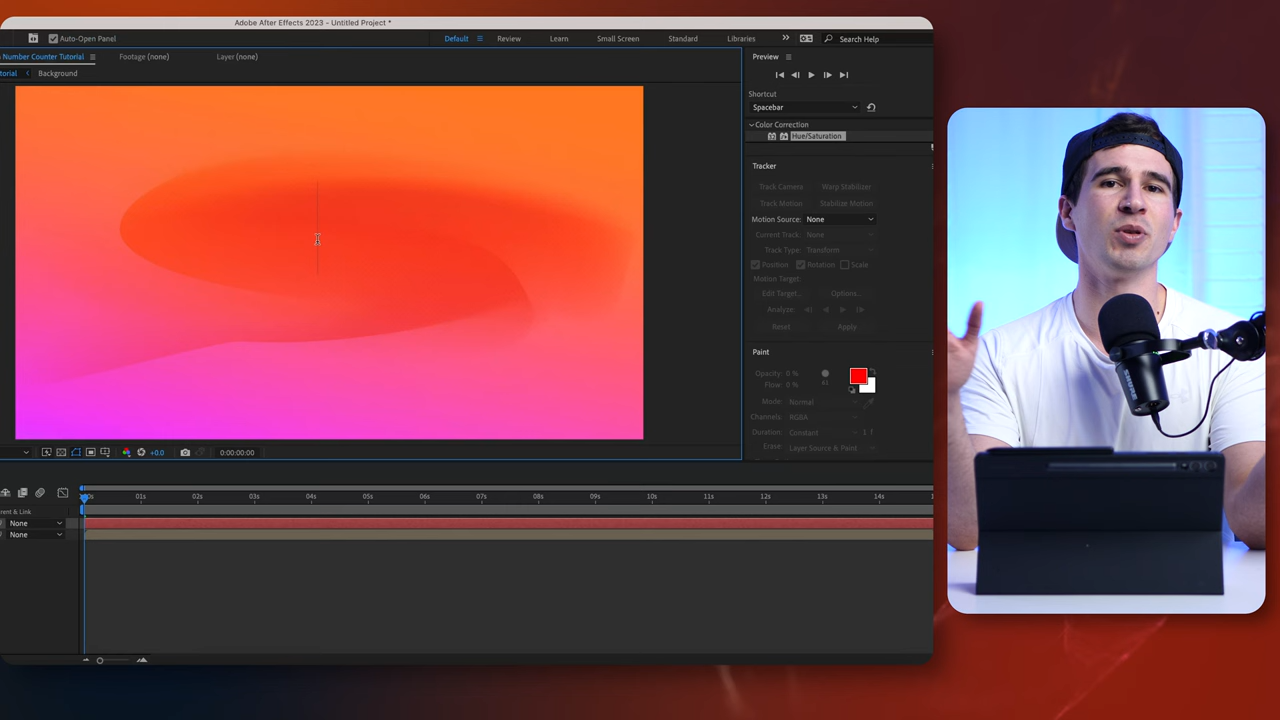 Adobe After Effects 2023 - Untitled Project *
Auto-Open Panel
Default
Review
Learn
Small Screen
Standard
Libraries
Search Help
Number Counter Tutorial
Footage (none)
Layer (none)
Preview
torial
Background
Shortcut
Spacebar
Color Correction
Hue/Saturation
Tracker
Track Camera
Warp Stabilizer
Track Motion
Stabilize Motion
Motion Source: None
Current Track: None
Track Type: Transform
Position
Rotation
Scale
Motion Target:
Edit Target...
Options...
Analyze:
Reset
Apply
Paint
Opacity: 0 %
Flow: 0 %
Mode: Normal
Channels: RGBA
Duration: Constant 1 f
Erase: Layer Source & Paint
+0.0
0:00:00:00
01s 02s 03s 04s 05s 06s 07s 08s 09s 10s 11s 12s 13s 14s
rent & Link
None
None
SHURE